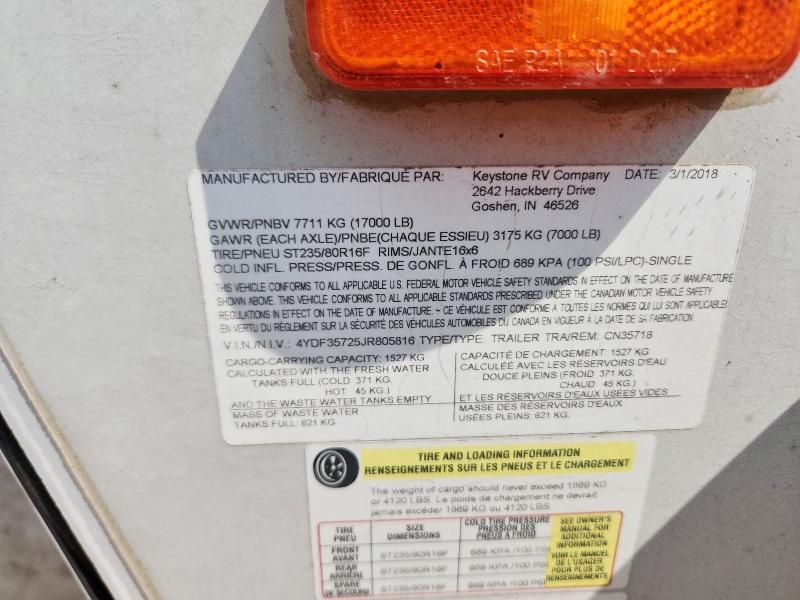 SAE P2A 01 D.O.T.
MANUFACTURED BY/FABRIQUÉ PAR: Keystone RV Company DATE: 3/1/2018
2642 Hackberry Drive
Goshen, IN 46526
GVWR/PNBV 7711 KG (17000 LB)
GAWR (EACH AXLE)/PNBE(CHAQUE ESSIEU) 3175 KG (7000 LB)
TIRE/PNEU ST235/80R16F RIMS/JANTE16x6
COLD INFL. PRESS/PRESS. DE GONFL. À FROID 689 KPA (100 PSI/LPC)-SINGLE
THIS VEHICLE CONFORMS TO ALL APPLICABLE U.S. FEDERAL MOTOR VEHICLE SAFETY STANDARDS IN EFFECT ON THE DATE OF MANUFACTURE
SHOWN ABOVE. THIS VEHICLE CONFORMS TO ALL APPLICABLE STANDARDS PRESCRIBED UNDER THE CANADIAN MOTOR VEHICLE SAFETY
REGULATIONS IN EFFECT ON THE DATE OF MANUFACTURE. ~ CE VÉHICULE EST CONFORME À TOUTES LES NORMES QUI LUI SONT APPLICABLES
EN VERTU DU RÈGLEMENT SUR LA SÉCURITÉ DES VÉHICULES AUTOMOBILES DU CANADA EN VIGUEUR À LA DATE DE SA FABRICATION.
V.I.N./N.I.V.: 4YDF35725JR805816 TYPE/TYPE: TRAILER TRA/REM: CN35718
CARGO-CARRYING CAPACITY: 1527 KG
CALCULATED WITH THE FRESH WATER
TANKS FULL (COLD 371 KG.
HOT 45 KG.)
AND THE WASTE WATER TANKS EMPTY
MASS OF WASTE WATER
TANKS FULL: 621 KG
CAPACITÉ DE CHARGEMENT: 1527 KG
CALCULÉE AVEC LES RÉSERVOIRS D'EAU
DOUCE PLEINS (FROID 371 KG.
CHAUD 45 KG.)
ET LES RÉSERVOIRS D'EAUX USÉES VIDES
MASSE DES RÉSERVOIRS D'EAUX
USÉES PLEINS: 621 KG.
TIRE AND LOADING INFORMATION
RENSEIGNEMENTS SUR LES PNEUS ET LE CHARGEMENT
The weight of cargo should never exceed 1869 KG
or 4120 LBS. Le poids de chargement ne devrait
jamais excéder 1869 KG ou 4120 LBS.
TIRE PNEU SIZE DIMENSIONS COLD TIRE PRESSURE PRESSION DES PNEUS À FROID
FRONT AVANT ST235/80R16F 689 KPA /100 PSI
REAR ARRIÈRE ST235/80R16F 689 KPA /100 PSI
SPARE DE SECOURS ST235/80R16F 689 KPA /100 PSI
SEE OWNER'S
MANUAL FOR
ADDITIONAL
INFORMATION
VOIR LE MANUEL
DE L'USAGER
POUR PLUS DE
RENSEIGNEMENTS